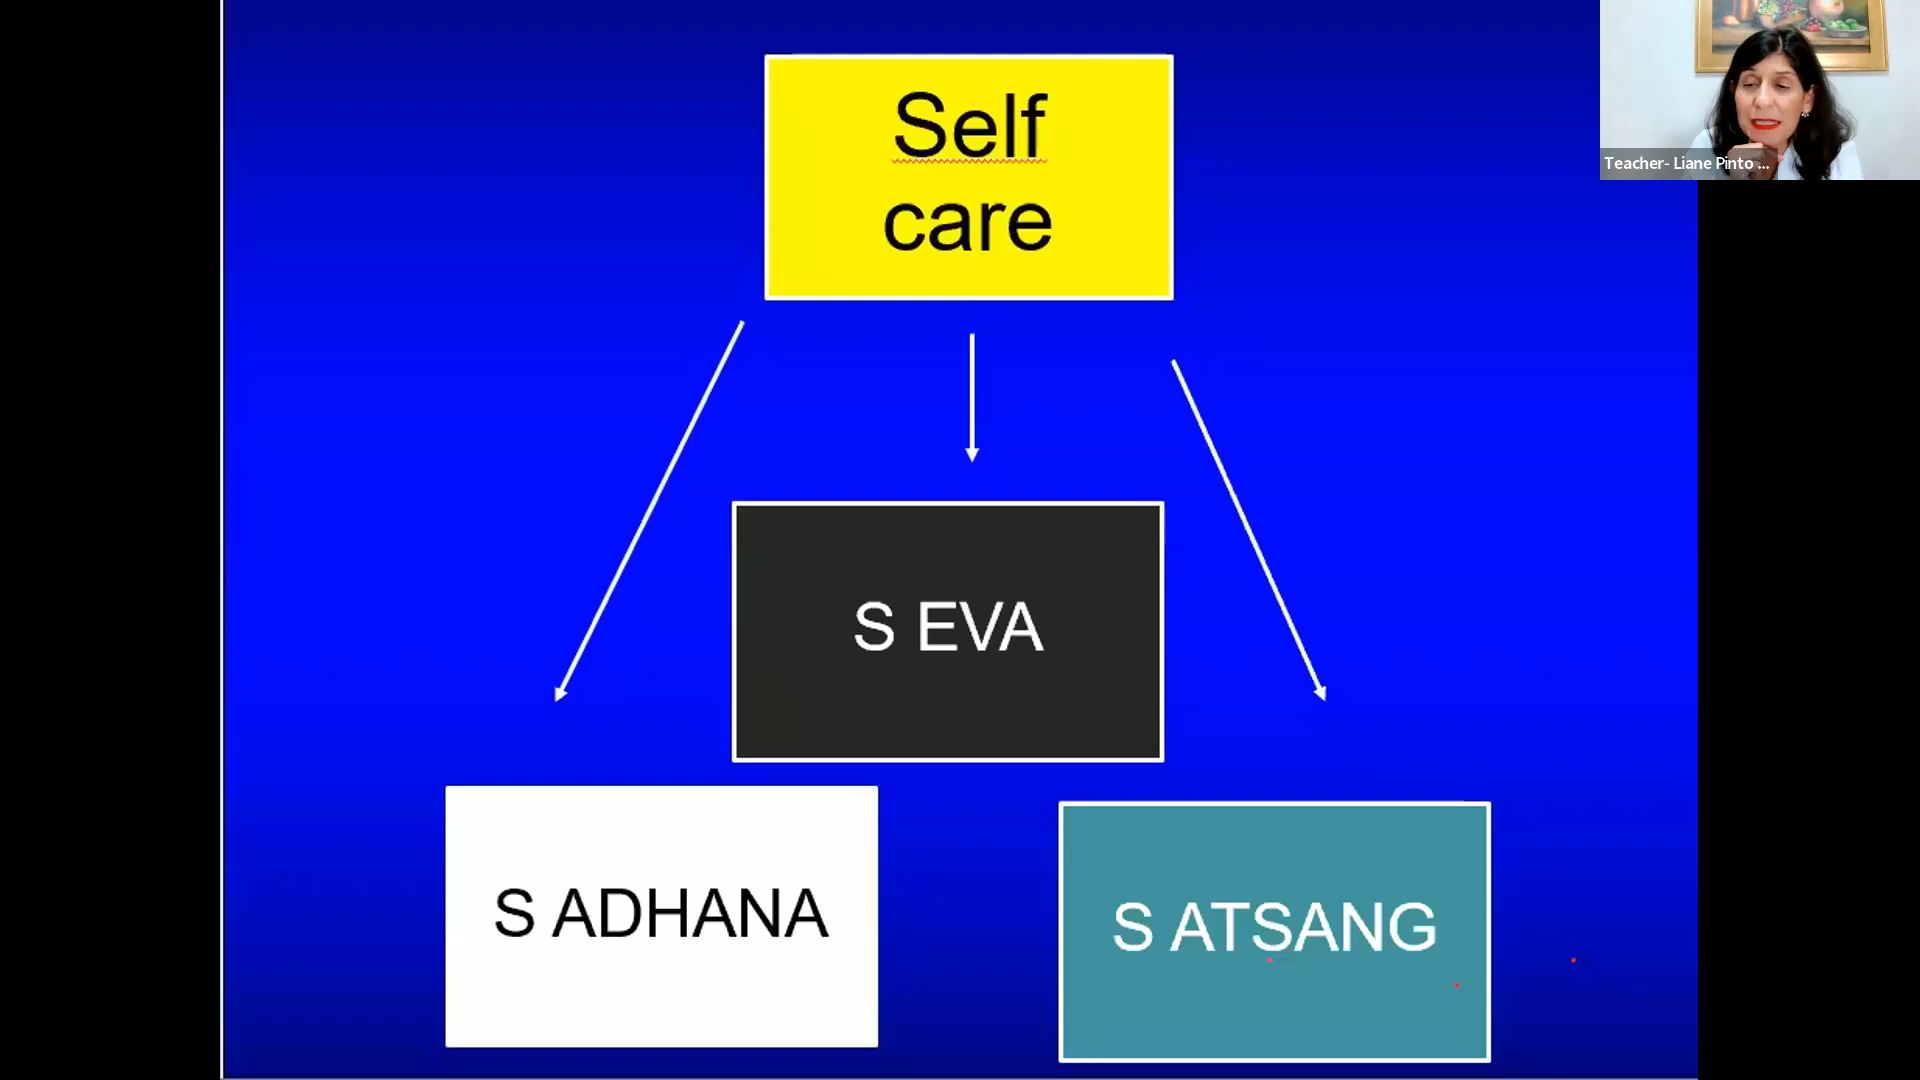 Self
care
Teacher- Liane Pinto ...
S EVA
S ADHANA
S ATSANG